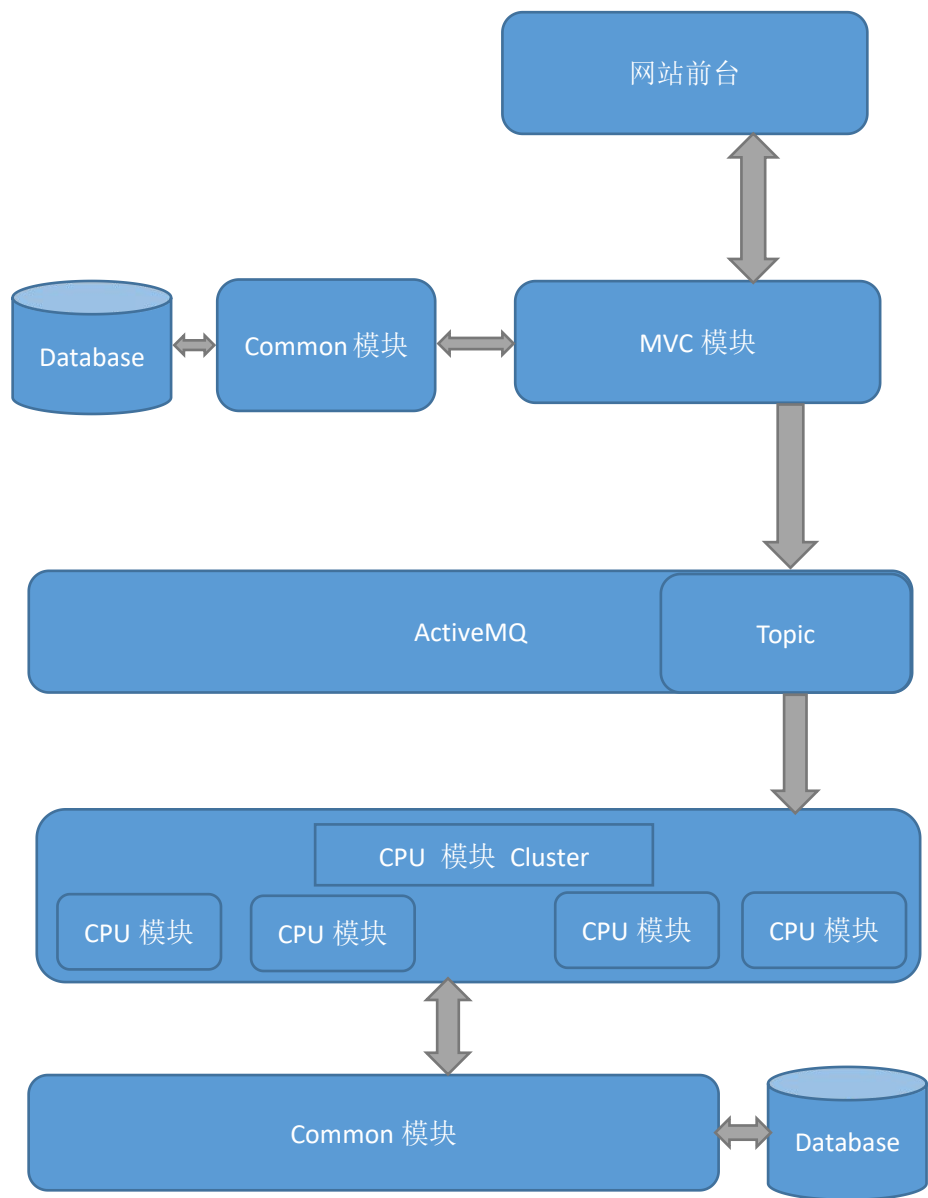 网站前台
Database
Common 模块
MVC 模块
ActiveMQ
Topic
CPU 模块 Cluster
CPU 模块
CPU 模块
CPU 模块
CPU 模块
Common 模块
Database